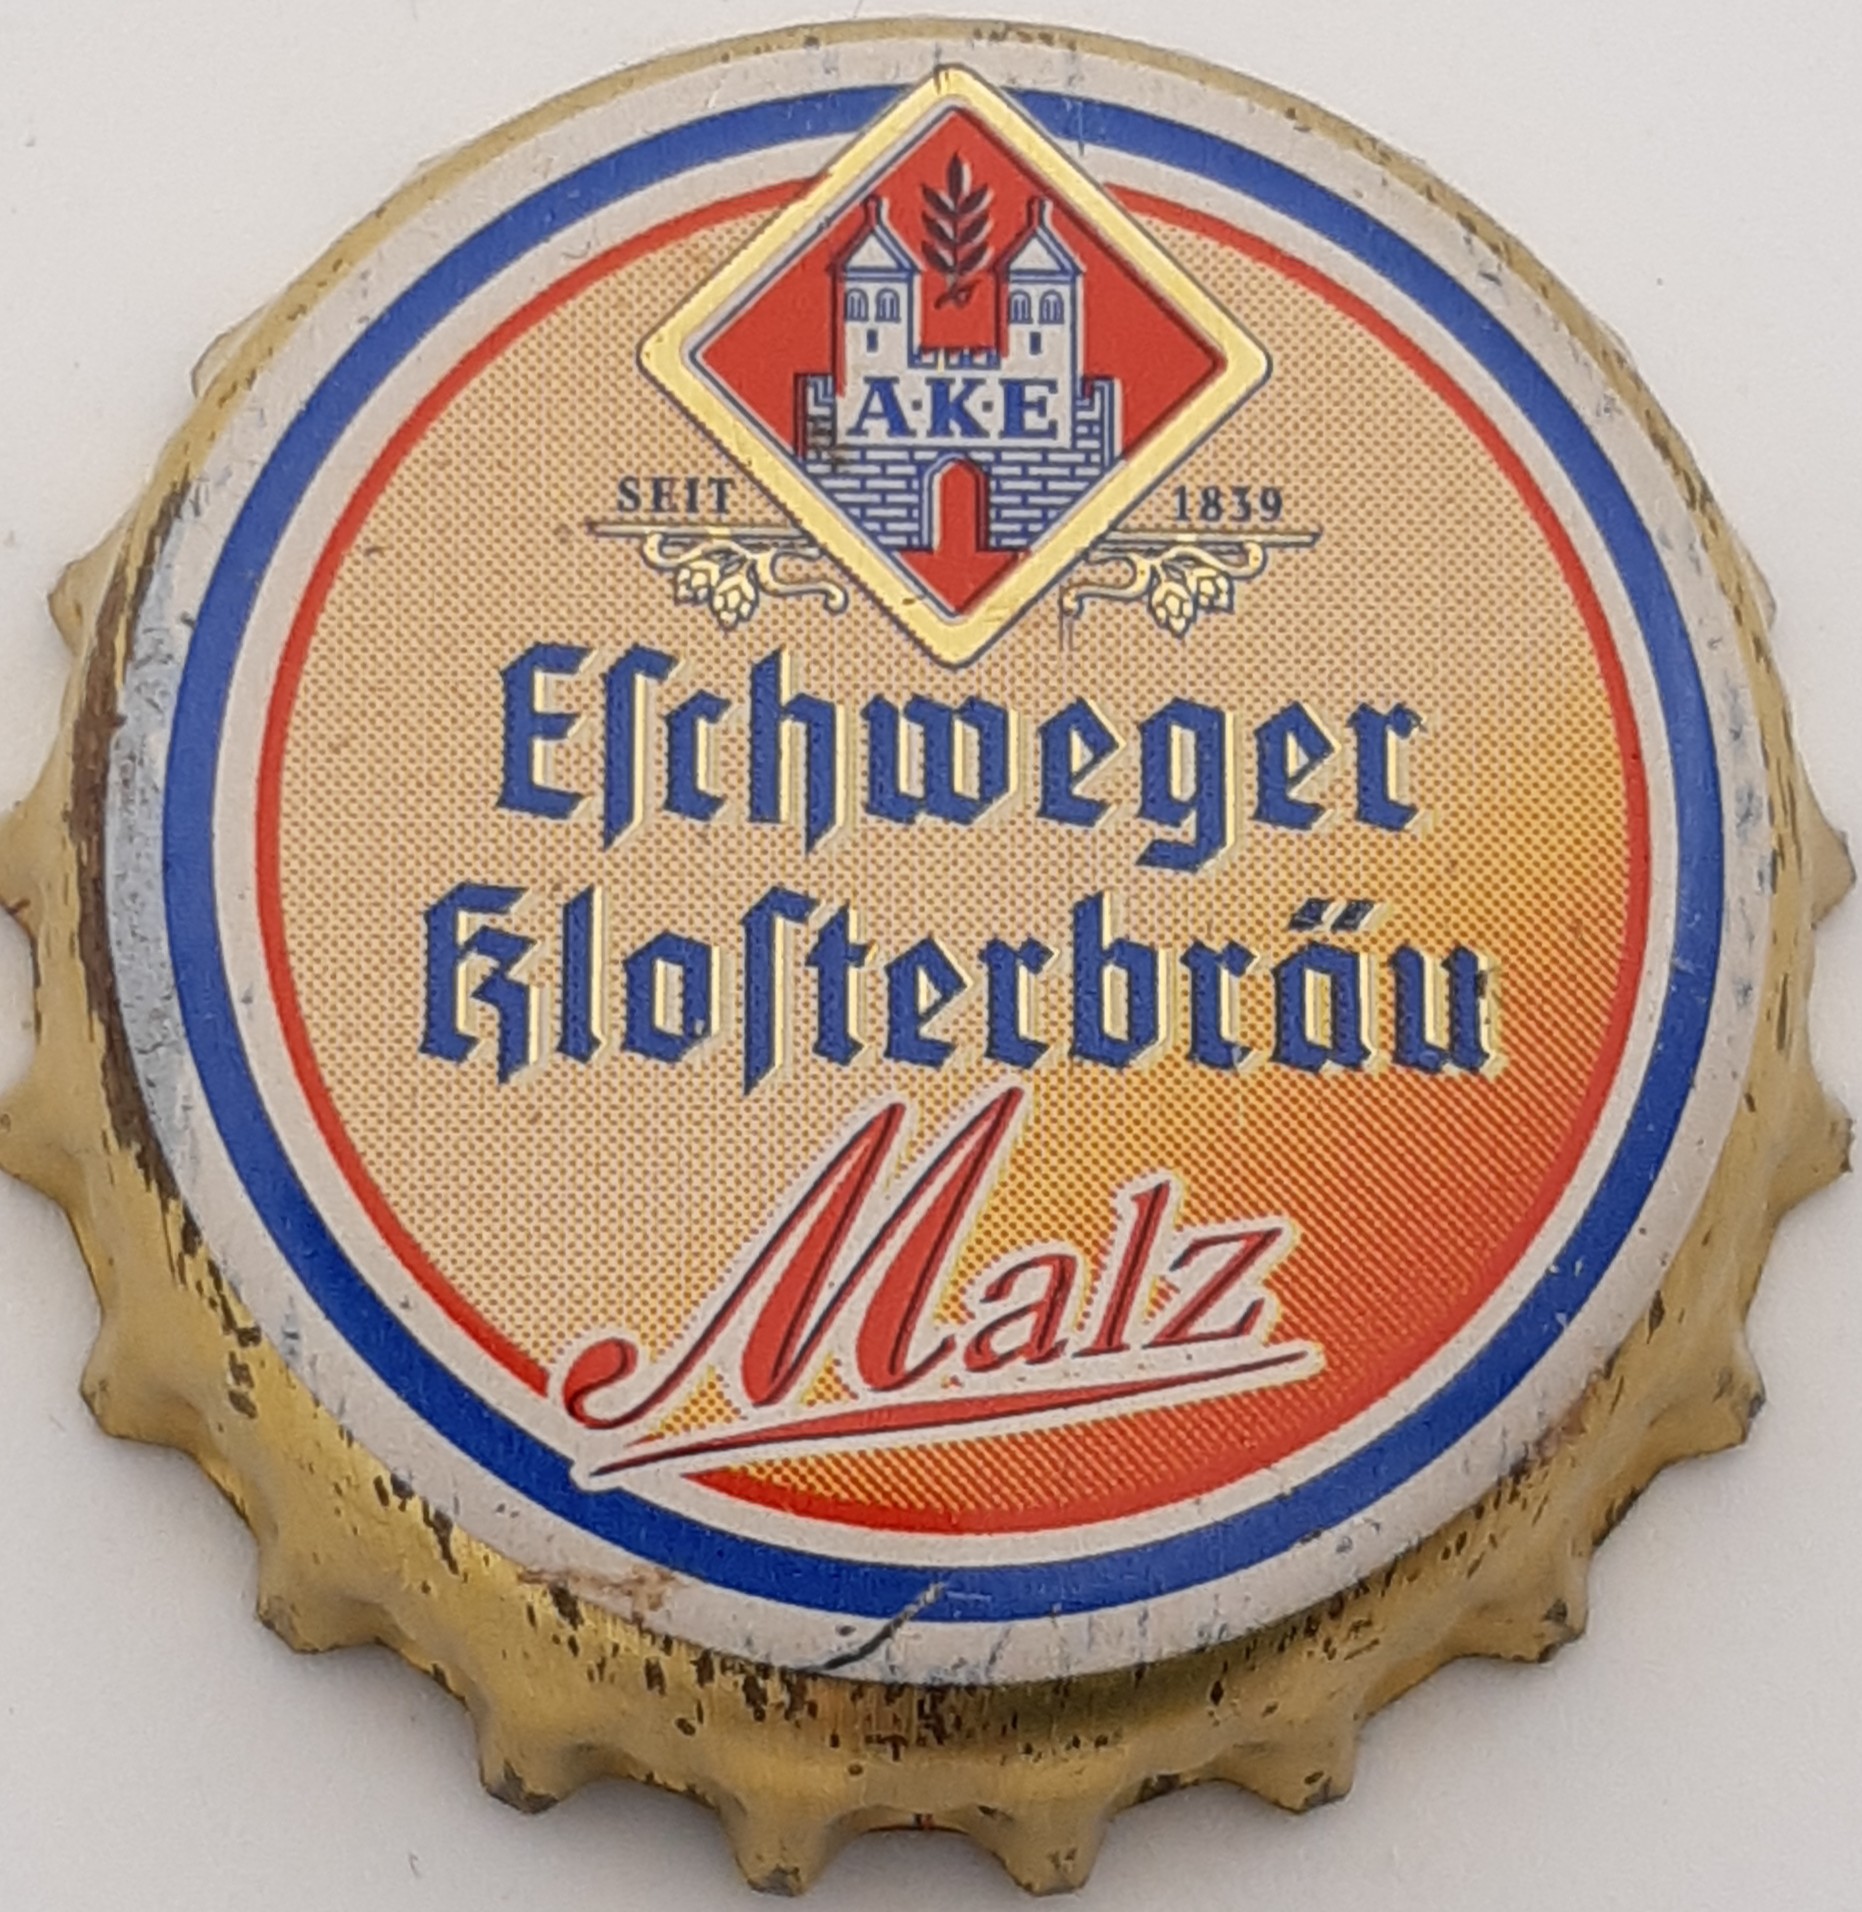 A·K·E
SEIT 1839
Eſchweger
Kloſterbräu
Malz